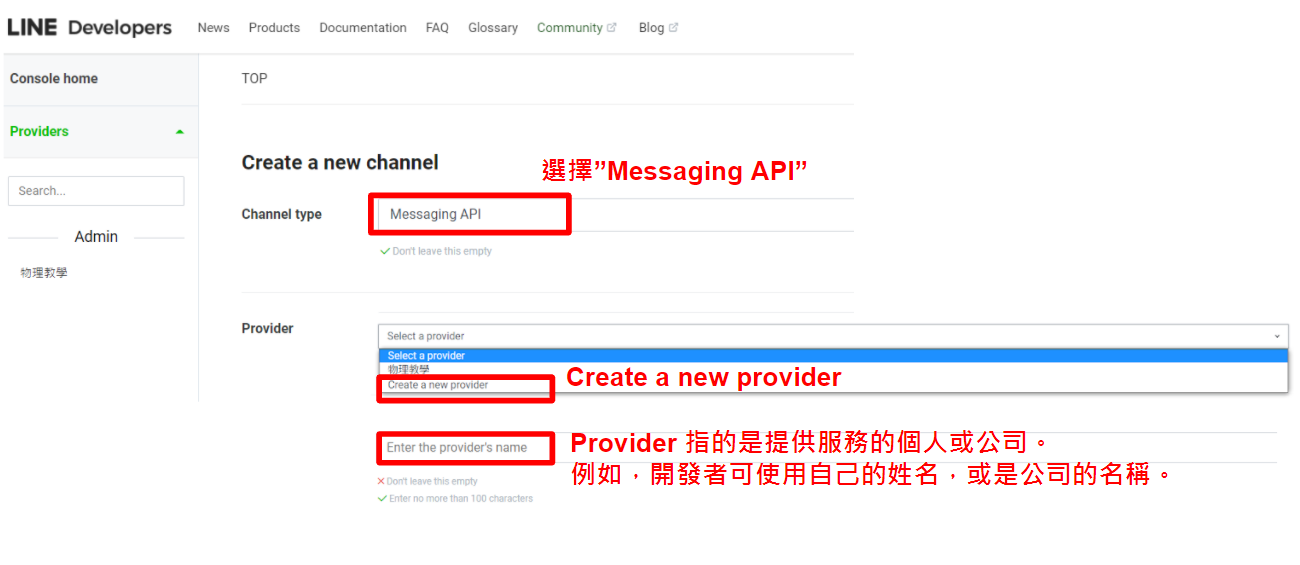 LINE Developers News Products Documentation FAQ Glossary Community Blog
Console home
TOP
Providers
Create a new channel
選擇”Messaging API”
Search...
Channel type
Messaging API
Don't leave this empty
Admin
物理教學
Provider
Select a provider
Select a provider
物理教學
Create a new provider
Create a new provider
Enter the provider's name
Provider 指的是提供服務的個人或公司。
例如，開發者可使用自己的姓名，或是公司的名稱。
Don't leave this empty
Enter no more than 100 characters